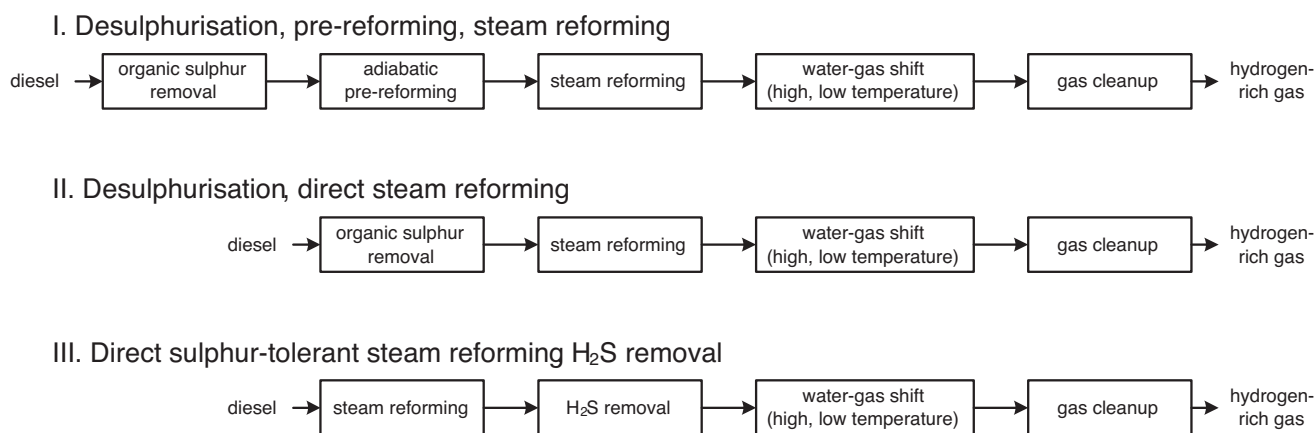 I. Desulphurisation, pre-reforming, steam reforming
diesel
organic sulphur
removal
adiabatic
pre-reforming
steam reforming
water-gas shift
(high, low temperature)
gas cleanup
hydrogen-
rich gas
II. Desulphurisation, direct steam reforming
diesel
organic sulphur
removal
steam reforming
water-gas shift
(high, low temperature)
gas cleanup
hydrogen-
rich gas
III. Direct sulphur-tolerant steam reforming H₂S removal
diesel
steam reforming
H₂S removal
water-gas shift
(high, low temperature)
gas cleanup
hydrogen-
rich gas